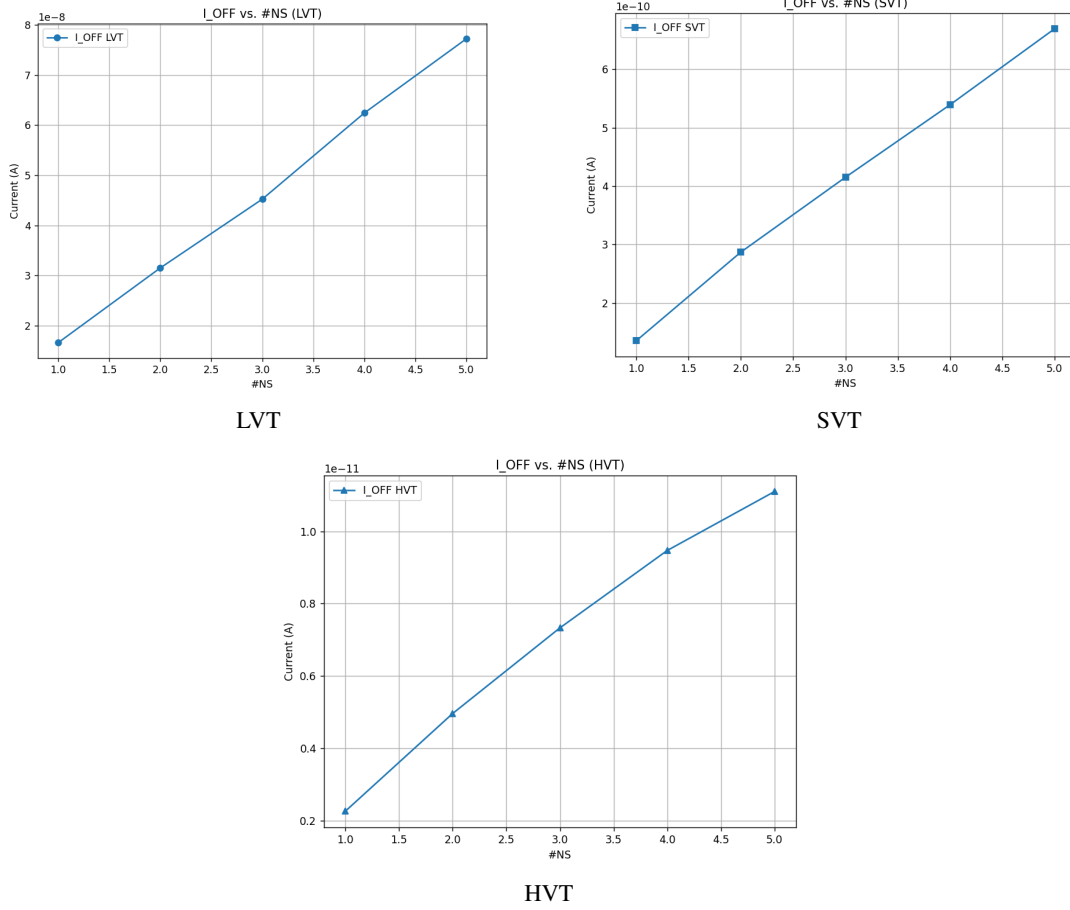 I_OFF vs. #NS (LVT)
1e−8
I_OFF LVT
8
7
6
5
4
3
2
Current (A)
1.0 1.5 2.0 2.5 3.0 3.5 4.0 4.5 5.0
#NS
LVT
I_OFF vs. #NS (SVT)
1e−10
I_OFF SVT
6
5
4
3
2
Current (A)
1.0 1.5 2.0 2.5 3.0 3.5 4.0 4.5 5.0
#NS
SVT
I_OFF vs. #NS (HVT)
1e−11
I_OFF HVT
1.0
0.8
0.6
0.4
0.2
Current (A)
1.0 1.5 2.0 2.5 3.0 3.5 4.0 4.5 5.0
#NS
HVT